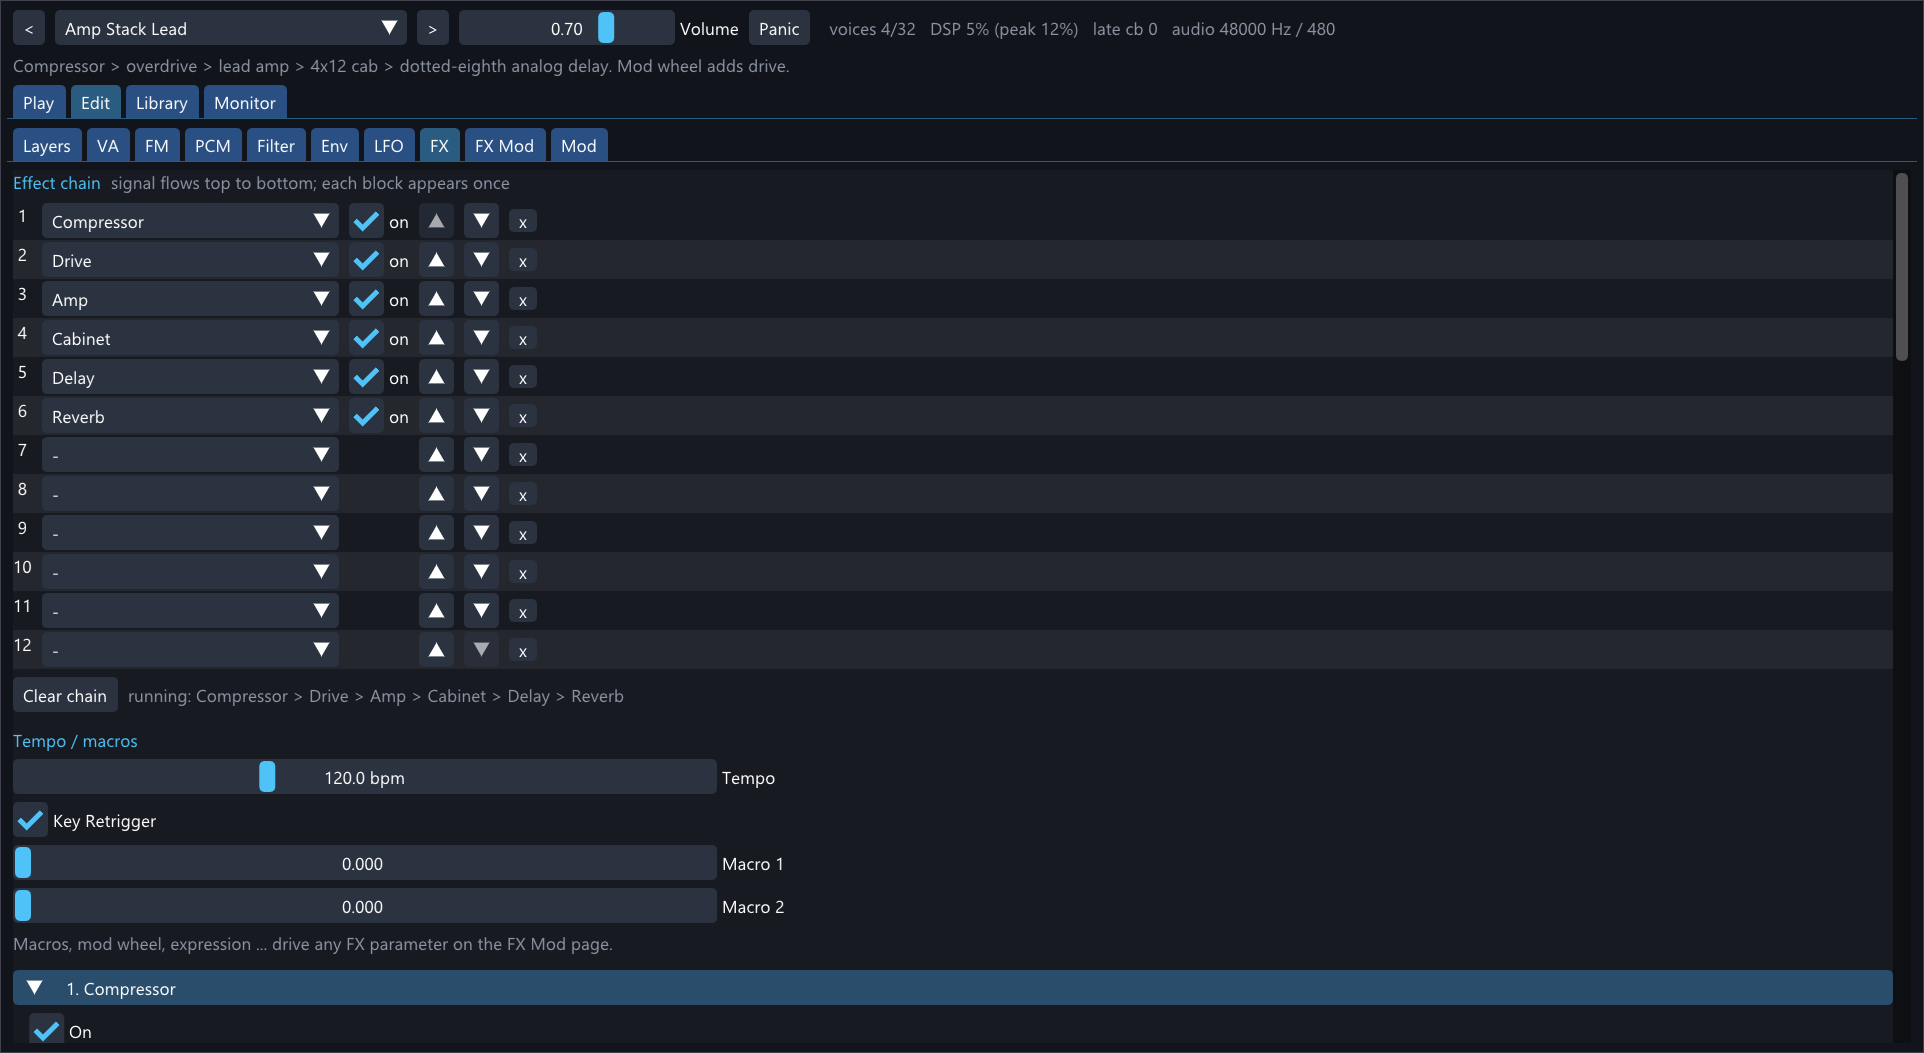 < Amp Stack Lead > 0.70 Volume Panic voices 4/32 DSP 5% (peak 12%) late cb 0 audio 48000 Hz / 480
Compressor > overdrive > lead amp > 4x12 cab > dotted-eighth analog delay. Mod wheel adds drive.
Play Edit Library Monitor
Layers VA FM PCM Filter Env LFO FX FX Mod Mod
Effect chain signal flows top to bottom; each block appears once
1 Compressor on x
2 Drive on x
3 Amp on x
4 Cabinet on x
5 Delay on x
6 Reverb on x
7 - x
8 - x
9 - x
10 - x
11 - x
12 - x
Clear chain running: Compressor > Drive > Amp > Cabinet > Delay > Reverb
Tempo / macros
120.0 bpm Tempo
Key Retrigger
0.000 Macro 1
0.000 Macro 2
Macros, mod wheel, expression ... drive any FX parameter on the FX Mod page.
1. Compressor
On